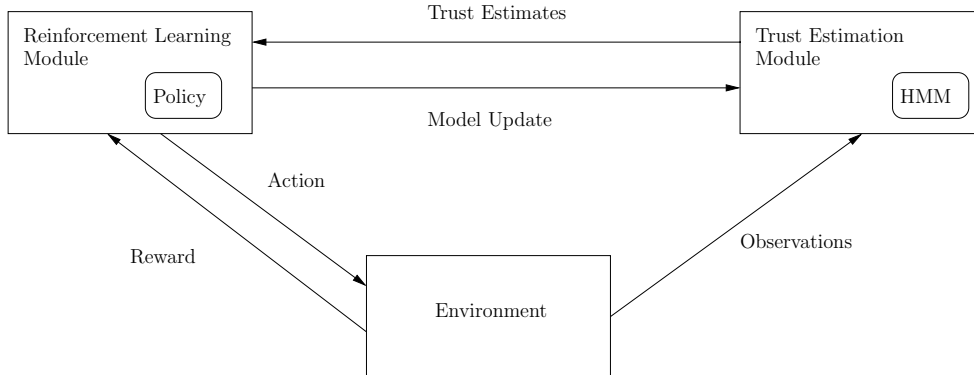 Trust Estimates
Reinforcement Learning
Module
Policy
Trust Estimation
Module
HMM
Model Update
Action
Reward
Observations
Environment